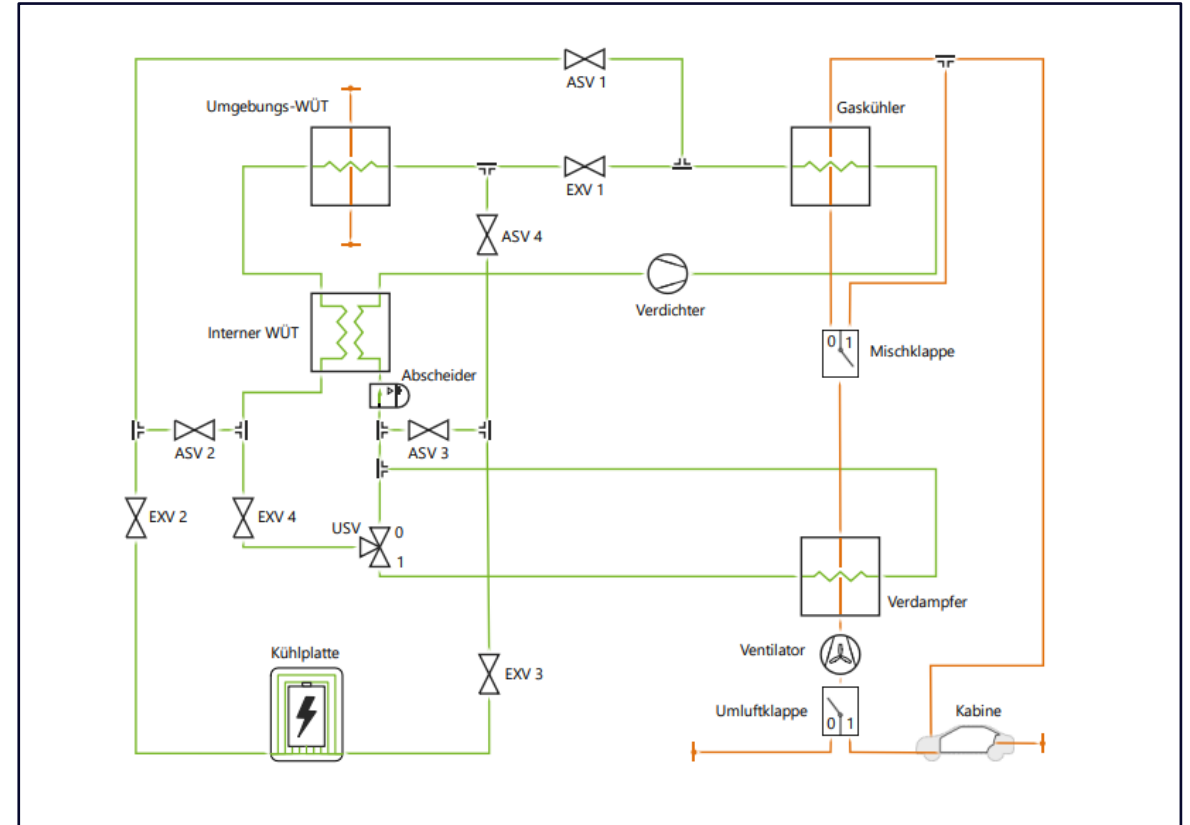 ASV 1
Umgebungs-WÜT
Gaskühler
EXV 1
ASV 4
Verdichter
Interner WÜT
0 1
Mischklappe
Abscheider
ASV 2
ASV 3
EXV 2
EXV 4
USV
0
1
Verdampfer
Ventilator
Kühlplatte
EXV 3
Umluftklappe
0 1
Kabine